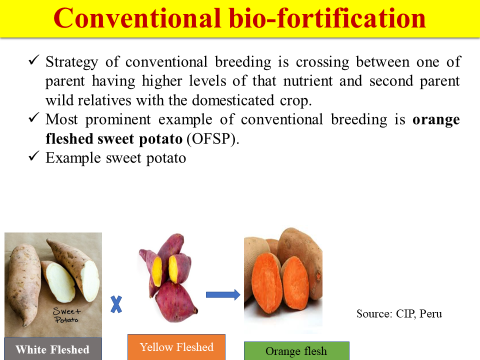 Conventional bio-fortification
✓ Strategy of conventional breeding is crossing between one of
parent having higher levels of that nutrient and second parent
wild relatives with the domesticated crop.
✓ Most prominent example of conventional breeding is orange
fleshed sweet potato (OFSP).
✓ Example sweet potato
Sweet
Potato
X
Source: CIP, Peru
White Fleshed
Yellow Fleshed
Orange flesh